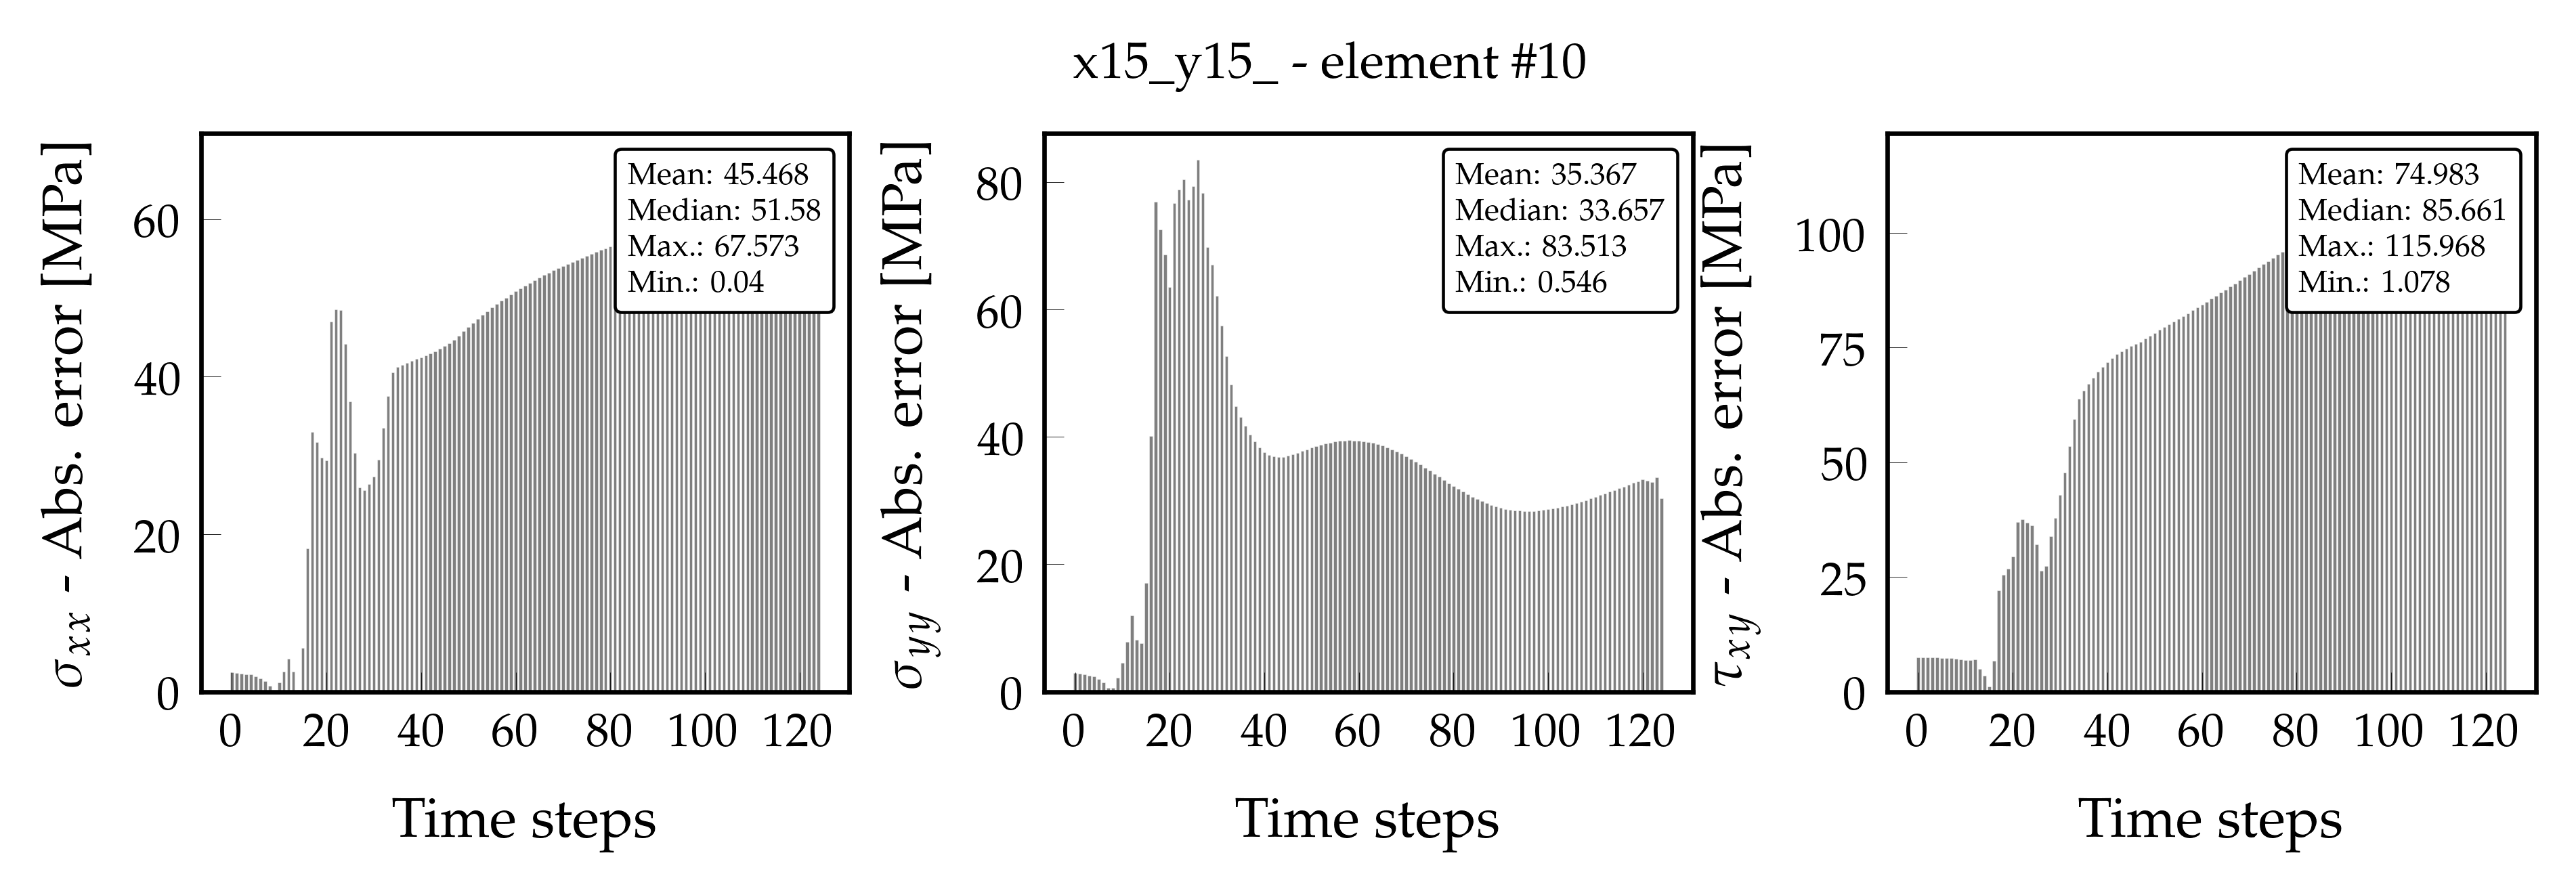 x15_y15_ - element #10
σxx - Abs. error [MPa]
60
40
20
0
0 20 40 60 80 100 120
Time steps
Mean: 45.468
Median: 51.58
Max.: 67.573
Min.: 0.04
σyy - Abs. error [MPa]
80
60
40
20
0
0 20 40 60 80 100 120
Time steps
Mean: 35.367
Median: 33.657
Max.: 83.513
Min.: 0.546
τxy - Abs. error [MPa]
100
75
50
25
0
0 20 40 60 80 100 120
Time steps
Mean: 74.983
Median: 85.661
Max.: 115.968
Min.: 1.078